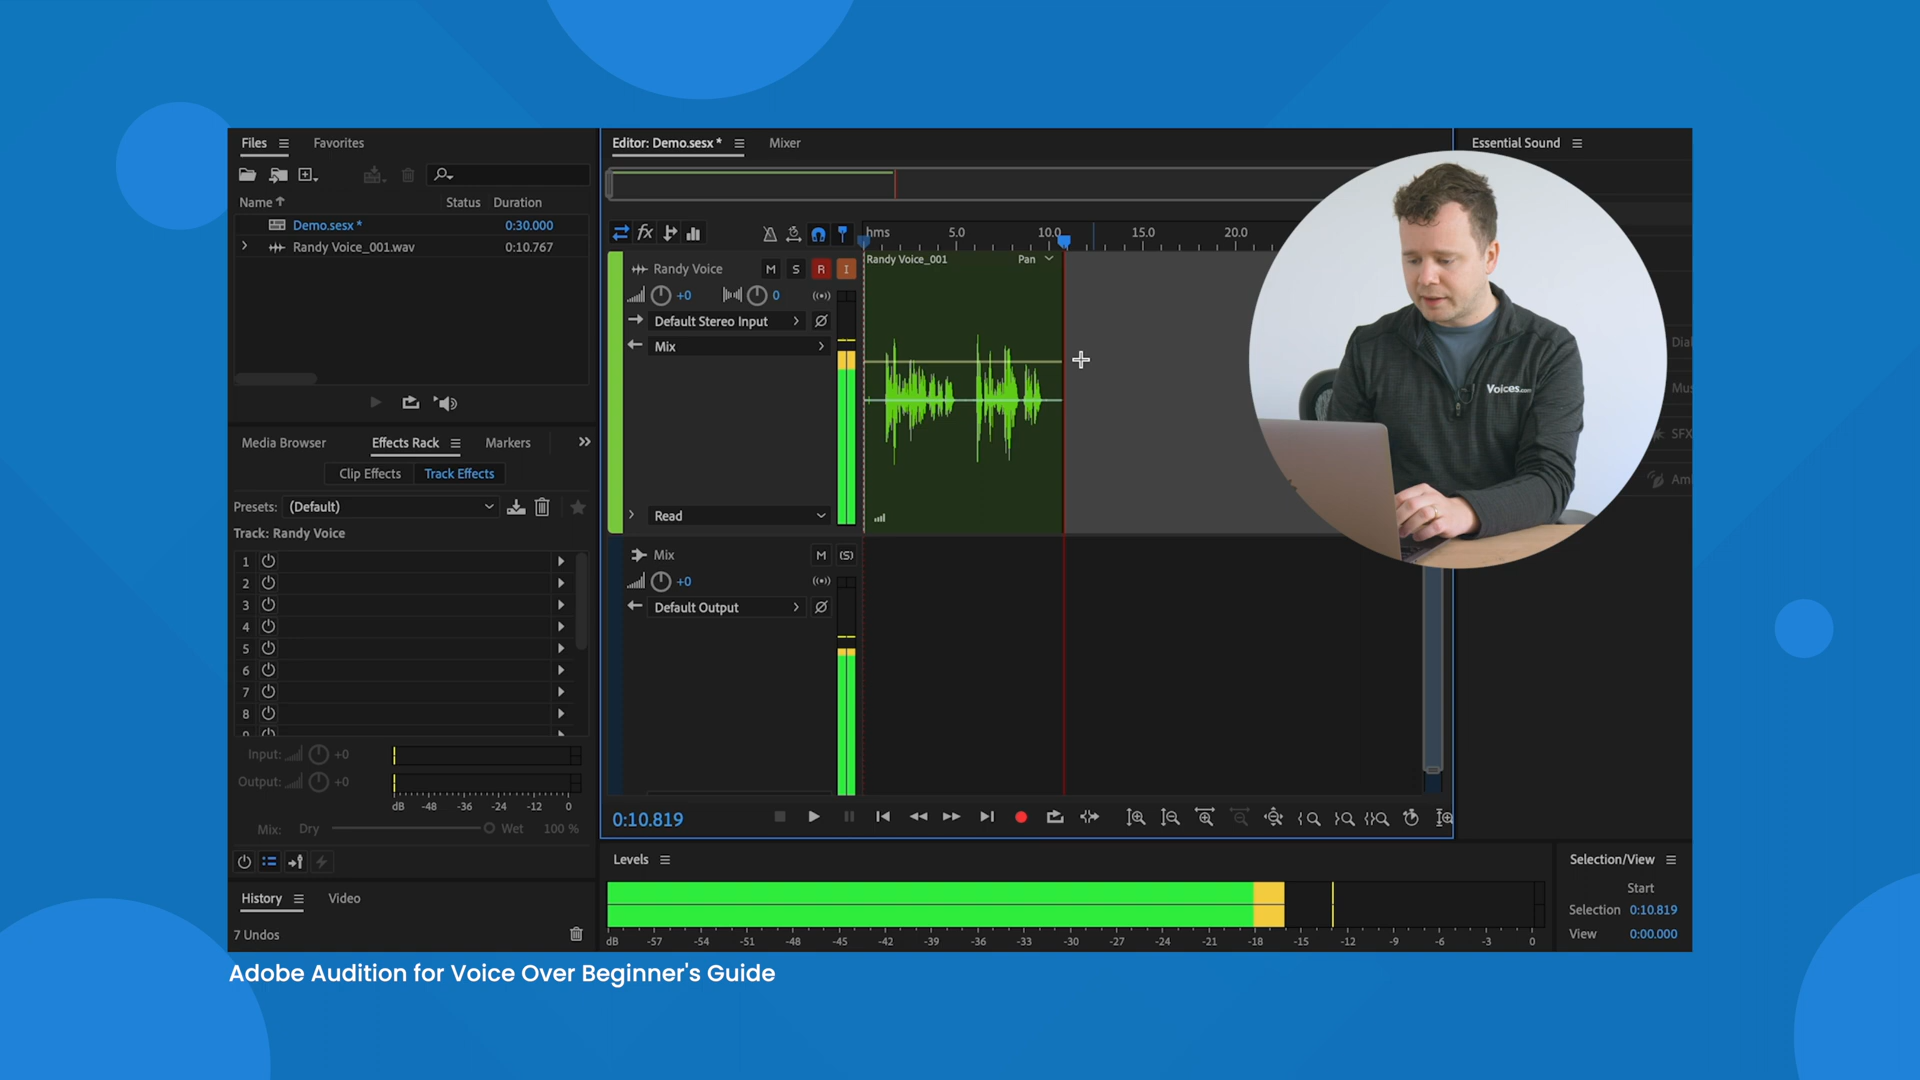 Files
Favorites
Editor: Demo.sesx *
Mixer
Essential Sound
Name
Status
Duration
Demo.sesx *
0:30.000
Randy Voice_001.wav
0:10.767
fx
hms
5.0
10.0
15.0
20.0
Randy Voice
M
S
R
I
Randy Voice_001
Pan
+0
0
Default Stereo Input
Mix
Voices.com
SFX
Media Browser
Effects Rack
Markers
Clip Effects
Track Effects
Presets:
(Default)
Read
Track: Randy Voice
1
2
3
4
5
6
7
8
Mix
M
(S)
+0
Default Output
Input:
+0
Output:
+0
dB
-48
-36
-24
-12
0
Mix:
Dry
Wet
100 %
0:10.819
Levels
Selection/View
History
Video
Start
Selection
0:10.819
View
0:00.000
7 Undos
dB
-57
-54
-51
-48
-45
-42
-39
-36
-33
-30
-27
-24
-21
-18
-15
-12
-9
-6
-3
0
Adobe Audition for Voice Over Beginner's Guide